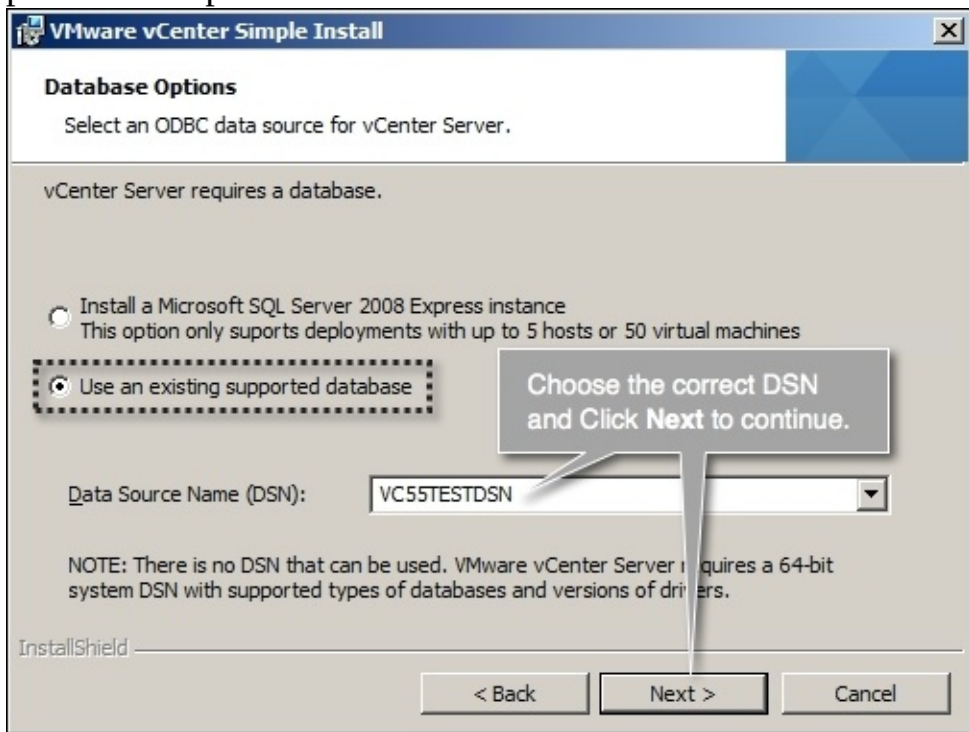 VMware vCenter Simple Install
Database Options
Select an ODBC data source for vCenter Server.
vCenter Server requires a database.
Install a Microsoft SQL Server 2008 Express instance
This option only suports deployments with up to 5 hosts or 50 virtual machines
Use an existing supported database
Choose the correct DSN
and Click Next to continue.
Data Source Name (DSN):
VC55TESTDSN
NOTE: There is no DSN that can be used. VMware vCenter Server requires a 64-bit
system DSN with supported types of databases and versions of drivers.
InstallShield
< Back
Next >
Cancel